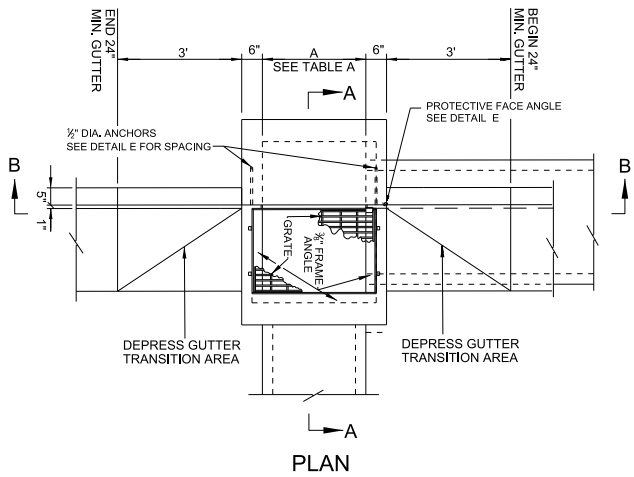 END 24"
MIN. GUTTER
3'
6"
A
SEE TABLE A
6"
3'
BEGIN 24"
MIN. GUTTER
A
PROTECTIVE FACE ANGLE
SEE DETAIL E
½" DIA. ANCHORS
SEE DETAIL E FOR SPACING
B
B
5"
1"
GRATE
⅜" FRAME
ANGLE
DEPRESS GUTTER
TRANSITION AREA
DEPRESS GUTTER
TRANSITION AREA
A
PLAN